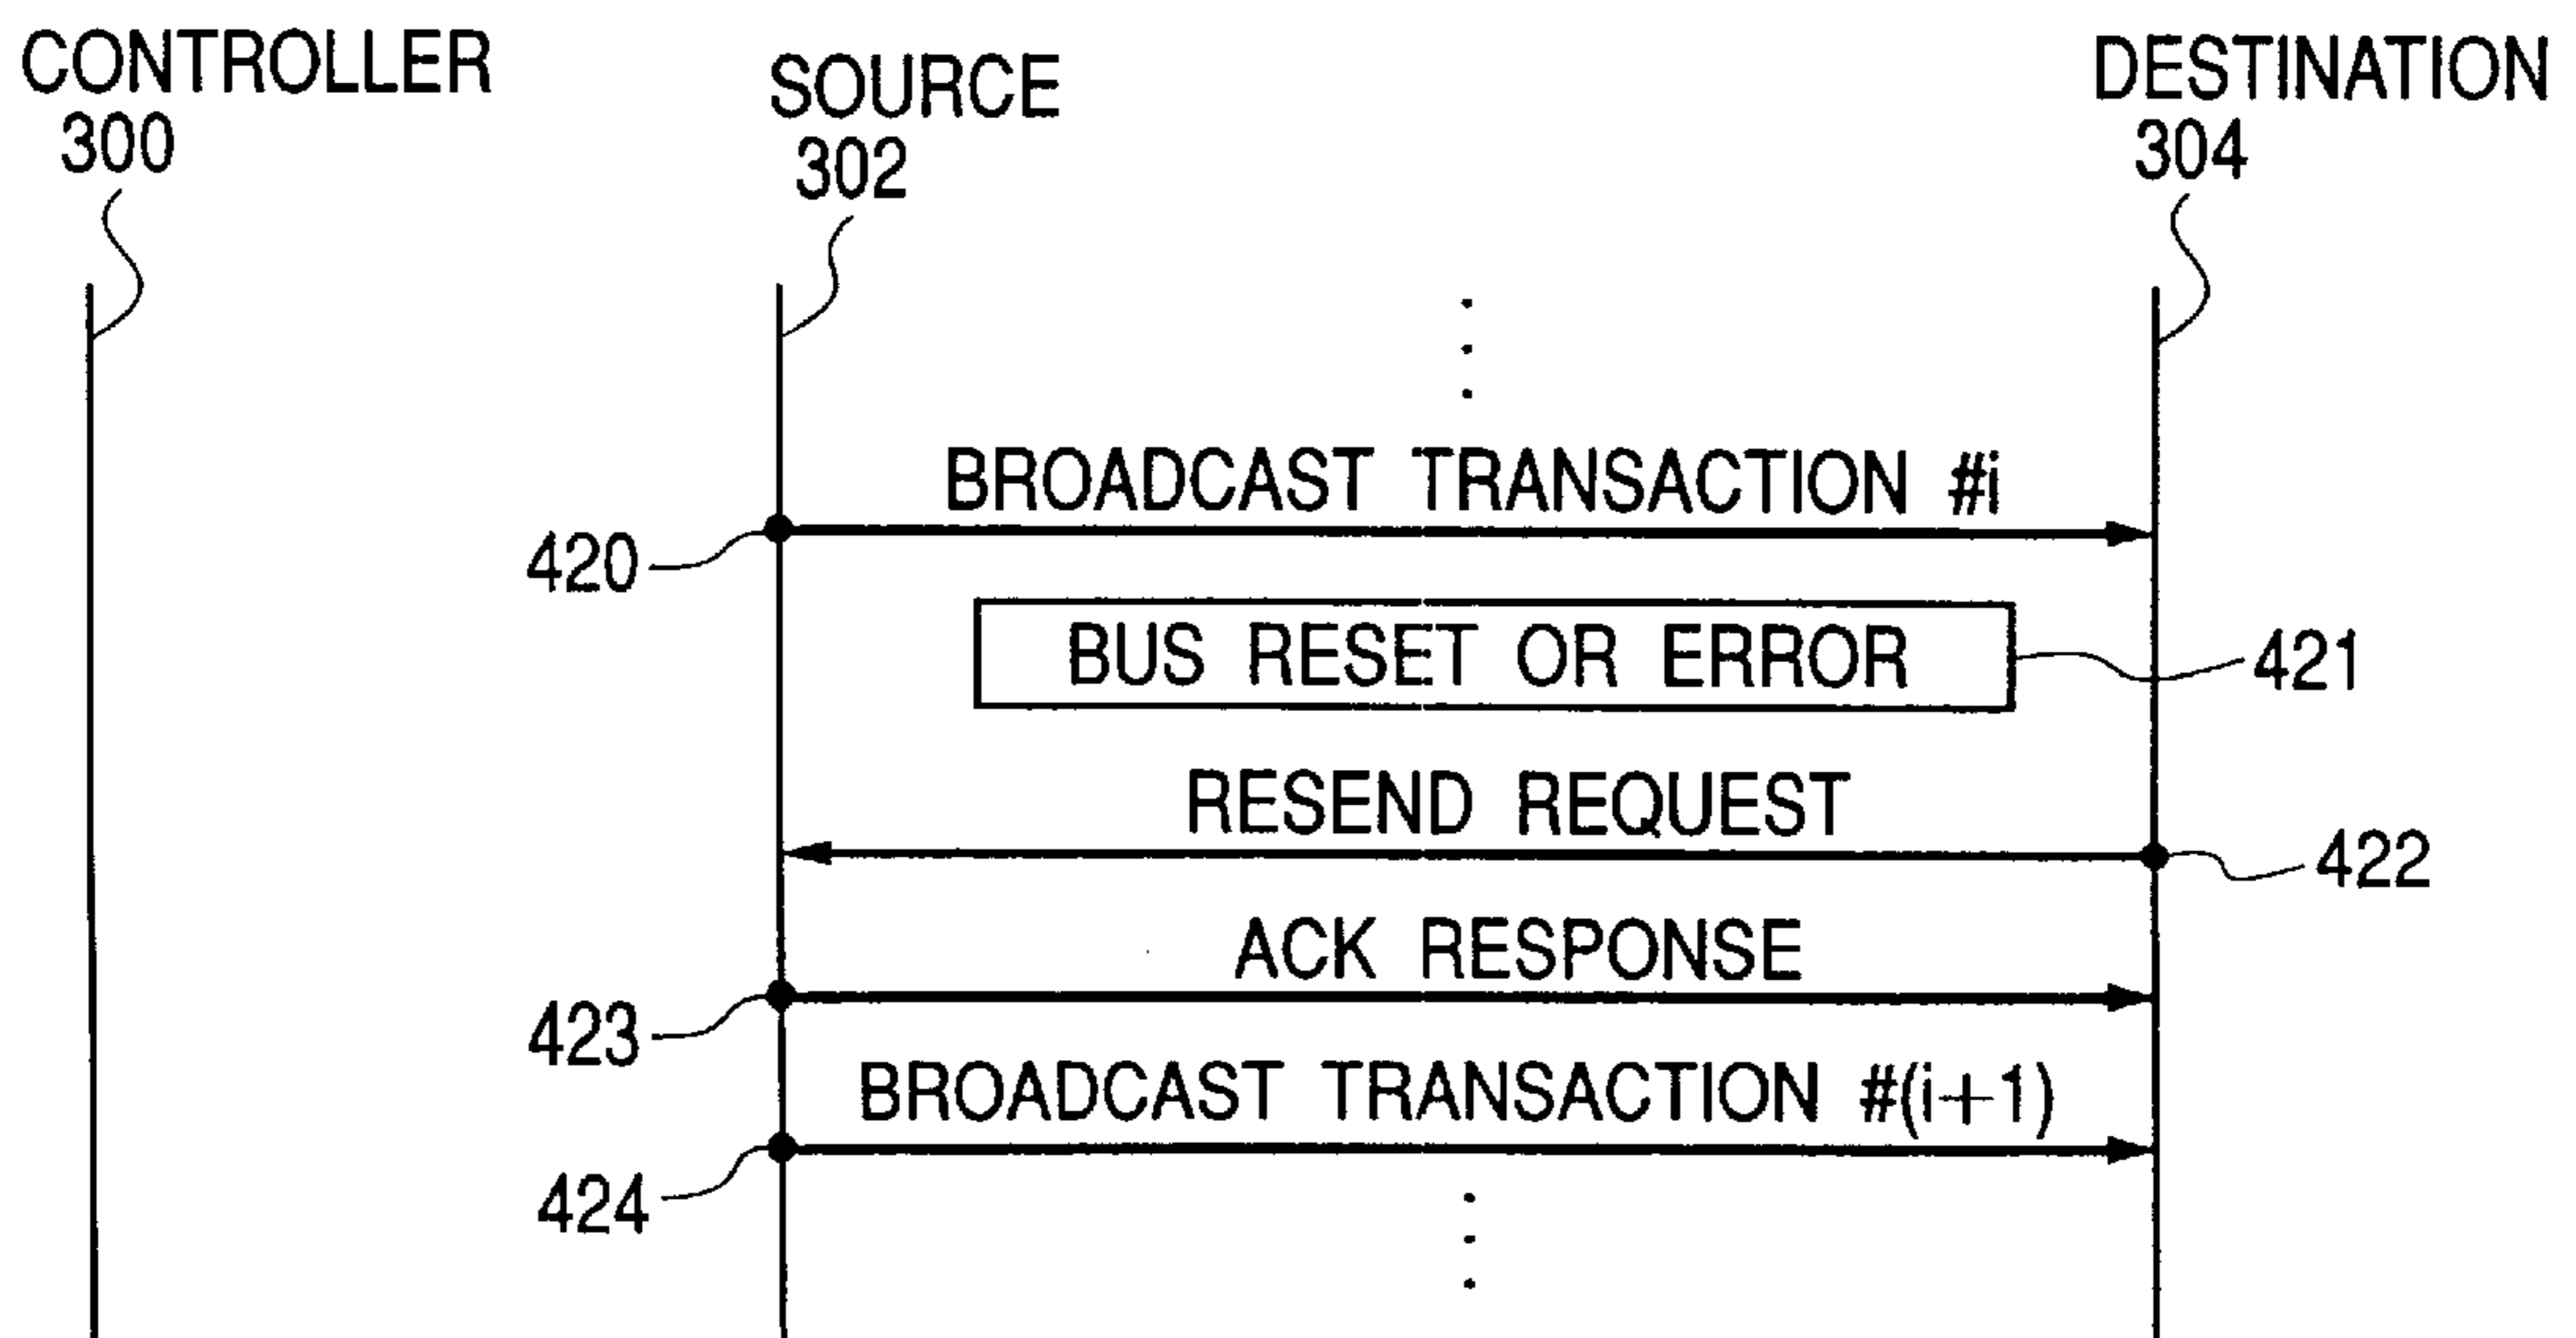 CONTROLLER
300
SOURCE
302
DESTINATION
304
BROADCAST TRANSACTION #i
420
BUS RESET OR ERROR
421
RESEND REQUEST
422
ACK RESPONSE
423
BROADCAST TRANSACTION #(i+1)
424